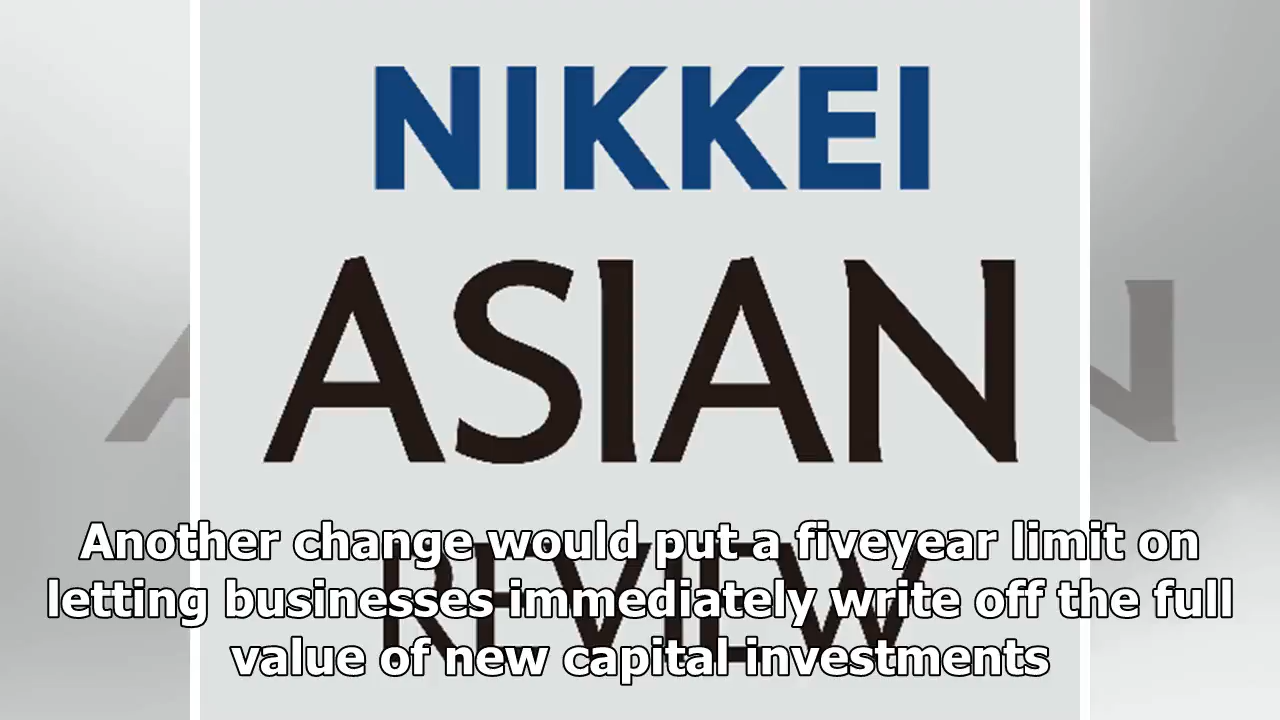 NIKKEI
ASIAN
REVIEW
Another change would put a fiveyear limit on
letting businesses immediately write off the full
value of new capital investments